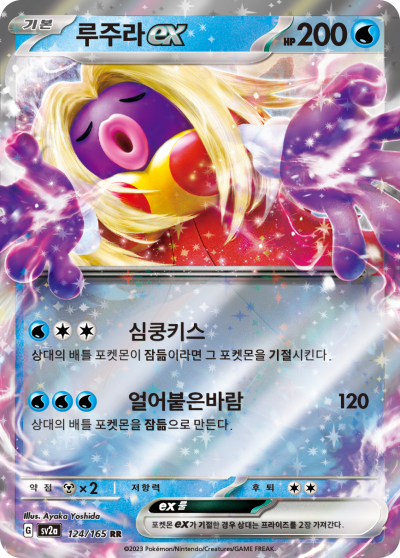 기본 루주라 ex HP 200
심쿵키스
상대의 배틀 포켓몬이 잠듦이라면 그 포켓몬을 기절시킨다.
얼어붙은바람 120
상대의 배틀 포켓몬을 잠듦으로 만든다.
약점 ×2 저항력 후퇴
Illus. Ayaka Yoshida
ex룰
G sv2a 124/165 RR
포켓몬 ex가 기절한 경우 상대는 프라이즈를 2장 가져간다.
©2023 Pokémon/Nintendo/Creatures/GAME FREAK.